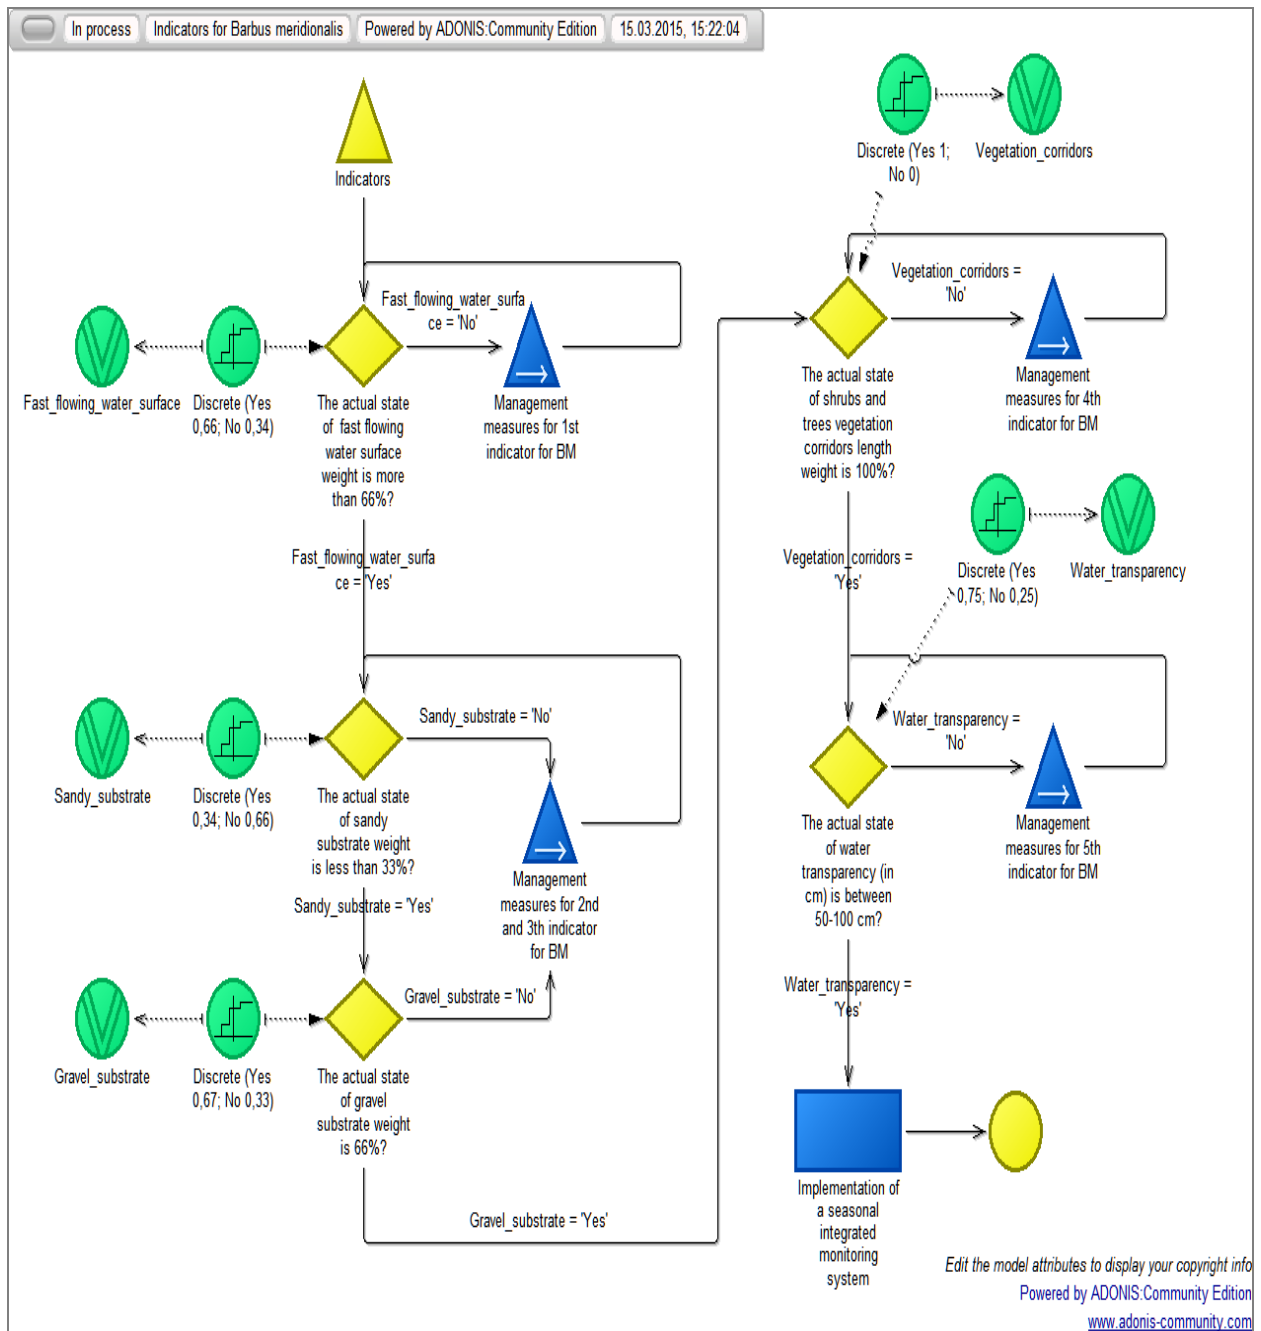 In process
Indicators for Barbus meridionalis
Powered by ADONIS:Community Edition
15.03.2015, 15:22:04
Indicators
Fast_flowing_water_surfa
ce = 'No'
Fast_flowing_water_surface
Discrete (Yes
0,66; No 0,34)
The actual state
of fast flowing
water surface
weight is more
than 66%?
Management
measures for 1st
indicator for BM
Fast_flowing_water_surfa
ce = 'Yes'
Sandy_substrate = 'No'
Sandy_substrate
Discrete (Yes
0,34; No 0,66)
The actual state
of sandy
substrate weight
is less than 33%?
Sandy_substrate = 'Yes'
Management
measures for 2nd
and 3th indicator
for BM
Gravel_substrate = 'No'
Gravel_substrate
Discrete (Yes
0,67; No 0,33)
The actual state
of gravel
substrate weight
is 66%?
Gravel_substrate = 'Yes'
Discrete (Yes 1;
No 0)
Vegetation_corridors
Vegetation_corridors =
'No'
The actual state
of shrubs and
trees vegetation
corridors length
weight is 100%?
Management
measures for 4th
indicator for BM
Vegetation_corridors =
'Yes'
Discrete (Yes
0,75; No 0,25)
Water_transparency
Water_transparency =
'No'
The actual state
of water
transparency (in
cm) is between
50-100 cm?
Management
measures for 5th
indicator for BM
Water_transparency =
'Yes'
Implementation of
a seasonal
integrated
monitoring
system
Edit the model attributes to display your copyright info
Powered by ADONIS:Community Edition
www.adonis-community.com